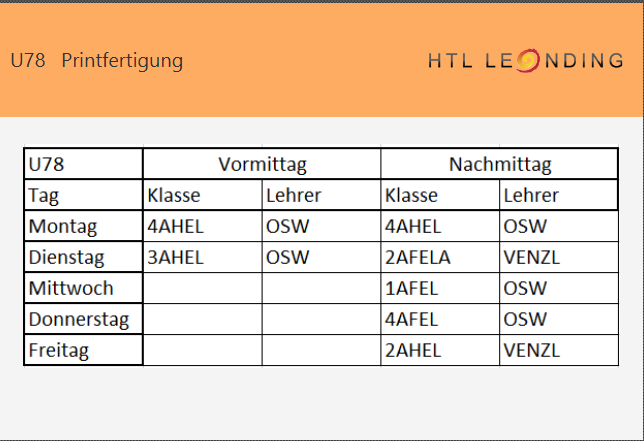 U78 Printfertigung HTL LEONDING
U78 Vormittag Nachmittag
Tag Klasse Lehrer Klasse Lehrer
Montag 4AHEL OSW 4AHEL OSW
Dienstag 3AHEL OSW 2AFELA VENZL
Mittwoch 1AFEL OSW
Donnerstag 4AFEL OSW
Freitag 2AHEL VENZL